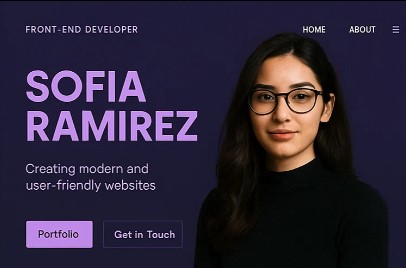 FRONT-END DEVELOPER
HOME ABOUT
SOFIA
RAMIREZ
Creating modern and
user-friendly websites
Portfolio Get in Touch